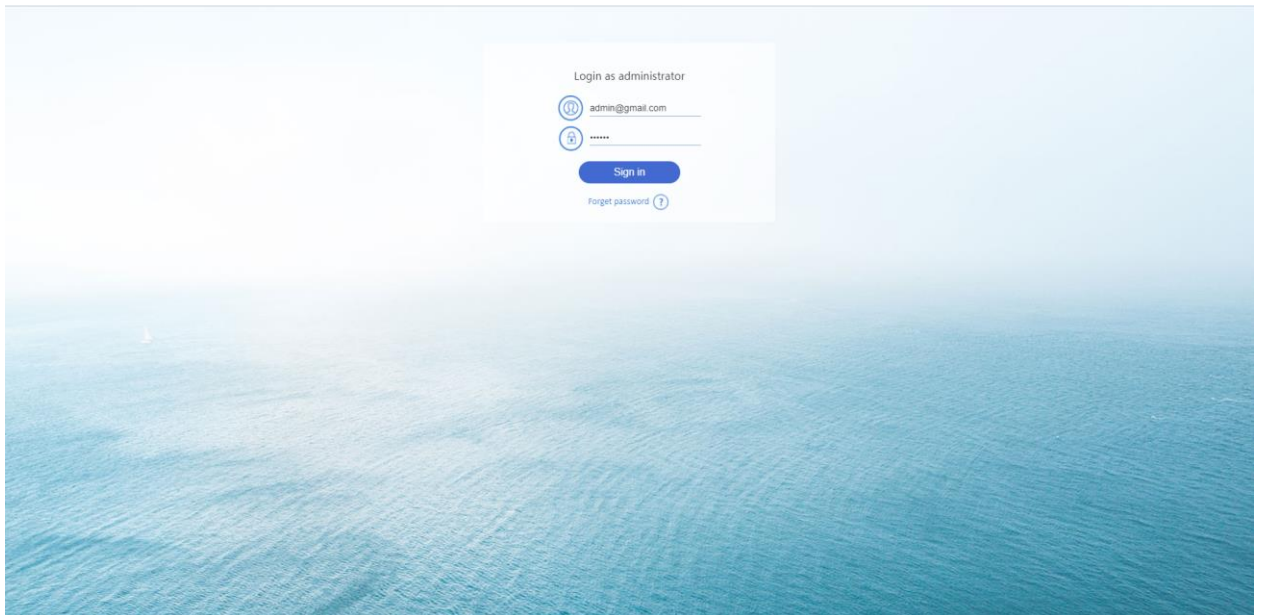 Login as administrator
admin@gmail.com
••••••
Sign in
Forget password ?